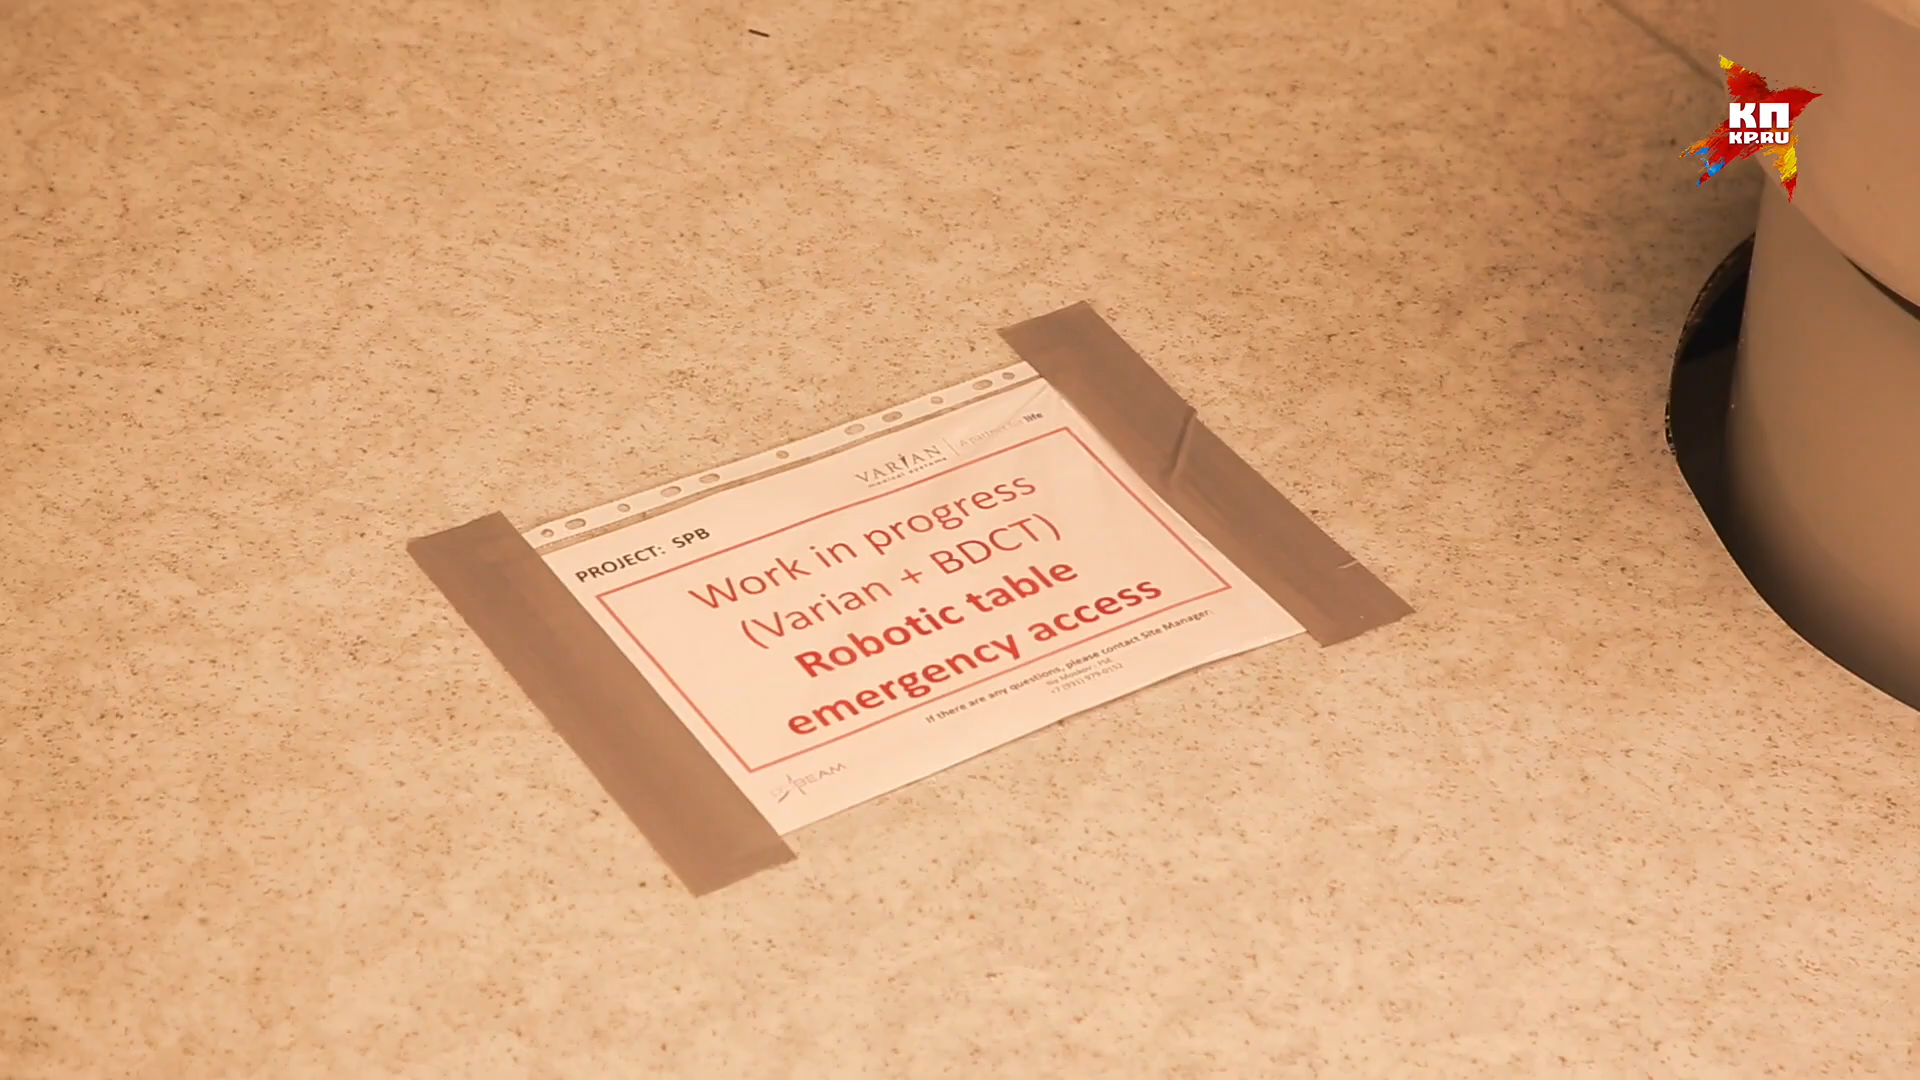 КП
KP.RU
VARIAN
medical systems
A partner for life
PROJECT: SPB
Work in progress
(Varian + BDCT)
Robotic table
emergency access
If there are any questions, please contact Site Manager:
BEAM